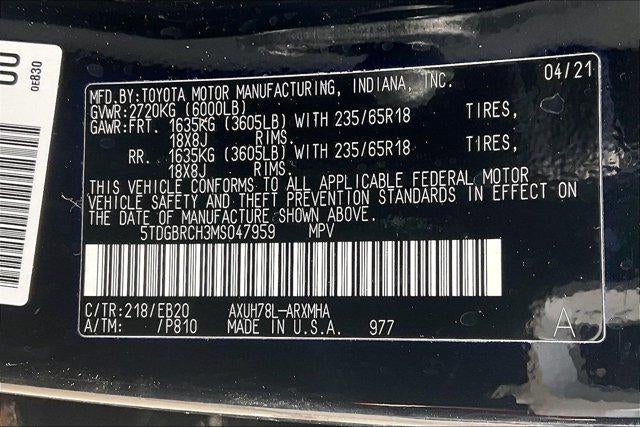 00
0E830
MFD.BY:TOYOTA MOTOR MANUFACTURING, INDIANA, INC. 04/21
GVWR:2720KG (6000LB)
GAWR:FRT. 1635KG (3605LB) WITH 235/65R18 TIRES,
18X8J RIMS.
RR. 1635KG (3605LB) WITH 235/65R18 TIRES,
18X8J RIMS.
THIS VEHICLE CONFORMS TO ALL APPLICABLE FEDERAL MOTOR
VEHICLE SAFETY AND THEFT PREVENTION STANDARDS IN EFFECT ON
THE DATE OF MANUFACTURE SHOWN ABOVE.
5TDGBRCH3MS047959 MPV
C/TR:218/EB20 AXUH78L-ARXMHA
A/TM: /P810 MADE IN U.S.A. 977 A